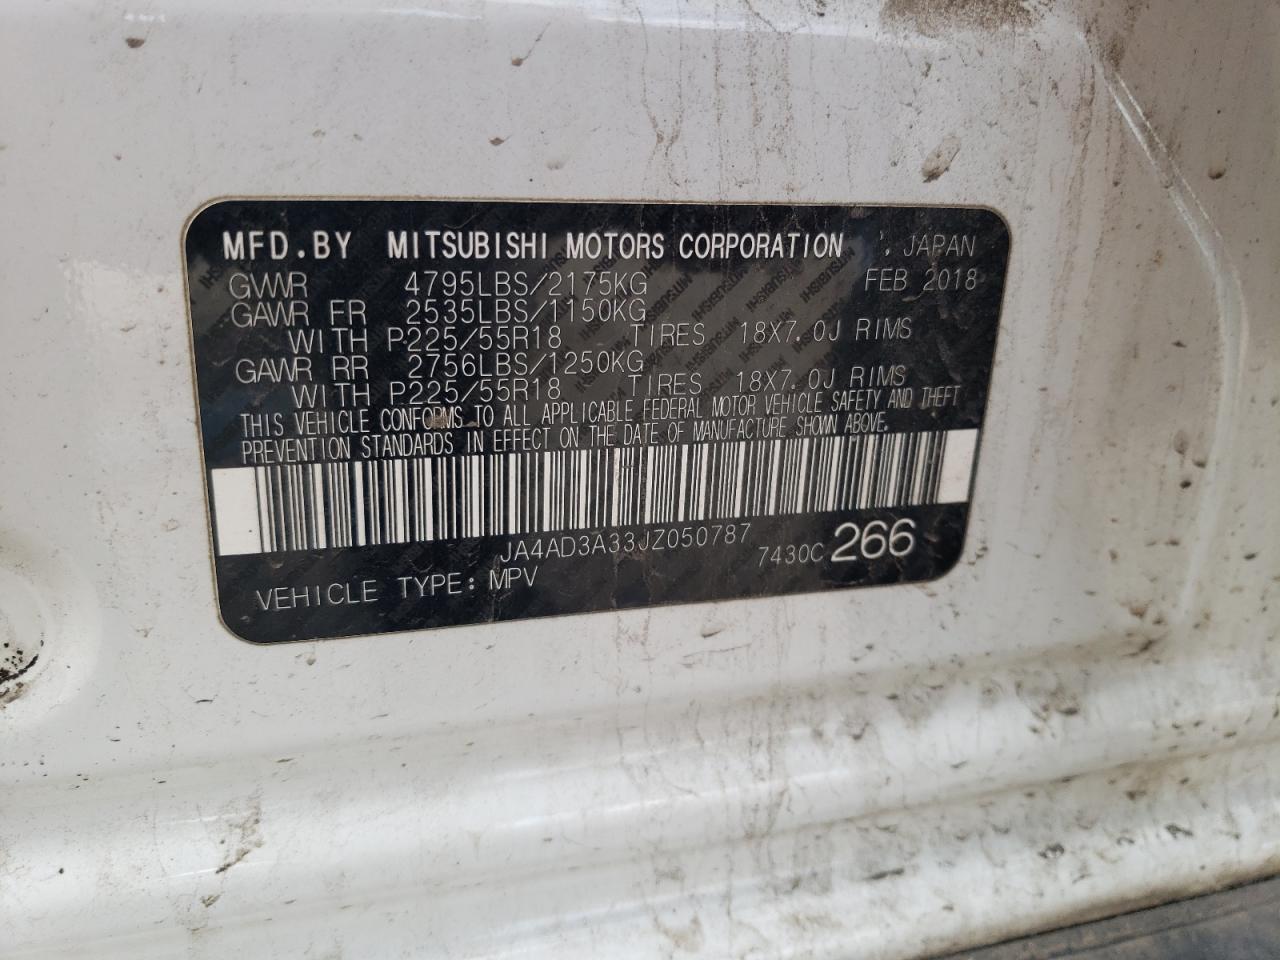 MFD.BY MITSUBISHI MOTORS CORPORATION , JAPAN
GVWR 4795LBS/2175KG FEB 2018
GAWR FR 2535LBS/1150KG
WITH P225/55R18 TIRES 18X7.0J RIMS
GAWR RR 2756LBS/1250KG
WITH P225/55R18 TIRES 18X7.0J RIMS
THIS VEHICLE CONFORMS TO ALL APPLICABLE FEDERAL MOTOR VEHICLE SAFETY AND THEFT
PREVENTION STANDARDS IN EFFECT ON THE DATE OF MANUFACTURE SHOWN ABOVE.
JA4AD3A33JZ050787 7430C 266
VEHICLE TYPE: MPV